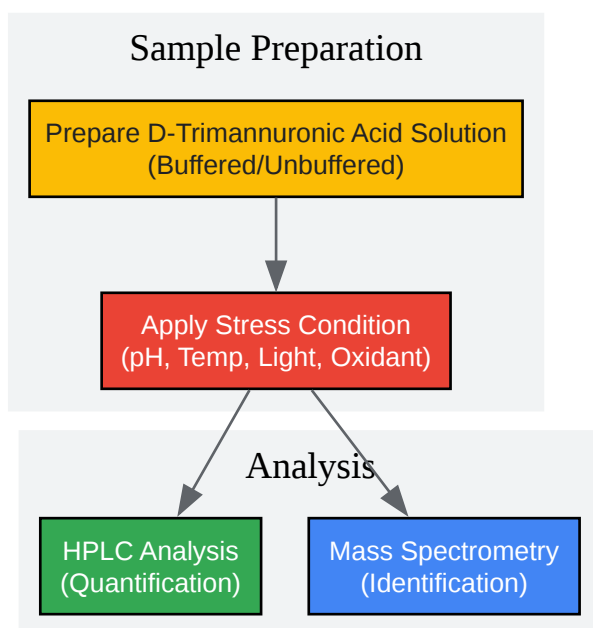 Sample Preparation
Prepare D-Trimannuronic Acid Solution
(Buffered/Unbuffered)
Apply Stress Condition
(pH, Temp, Light, Oxidant)
Analysis
HPLC Analysis
(Quantification)
Mass Spectrometry
(Identification)